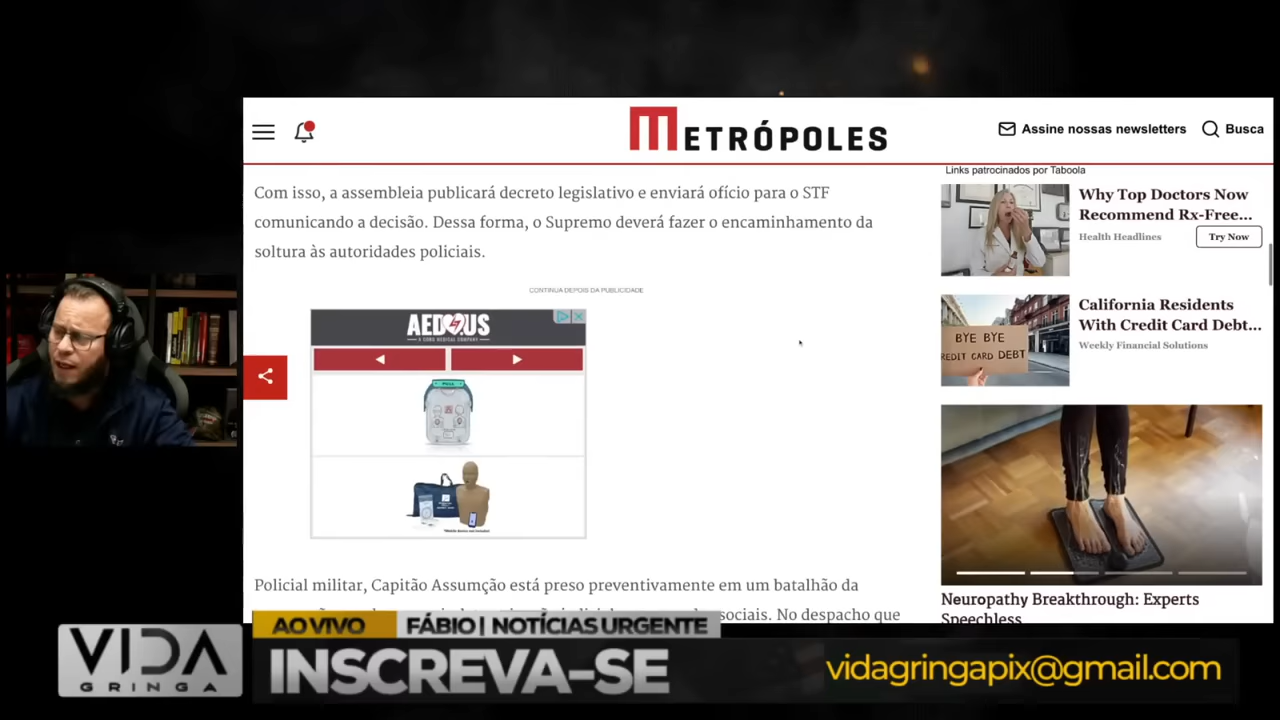 METRÓPOLES
Assine nossas newsletters
Busca
Com isso, a assembleia publicará decreto legislativo e enviará ofício para o STF
comunicando a decisão. Dessa forma, o Supremo deverá fazer o encaminhamento da
soltura às autoridades policiais.
CONTINUA DEPOIS DA PUBLICIDADE
AED US
Policial militar, Capitão Assumção está preso preventivamente em um batalhão da
sociais. No despacho que
Links patrocinados por Taboola
Why Top Doctors Now
Recommend Rx-Free...
Health Headlines
Try Now
BYE BYE
CREDIT CARD DEBT
California Residents
With Credit Card Debt...
Weekly Financial Solutions
Neuropathy Breakthrough: Experts
Speechless
AO VIVO
FÁBIO | NOTÍCIAS URGENTE
VIDA
GRINGA
INSCREVA-SE
vidagringapix@gmail.com